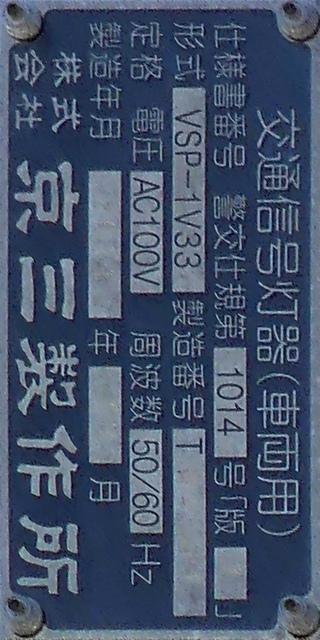 交通信号灯器(車両用)
仕様書番号 警交仕規第 1014 号「版 」
形式 VSP-1V33 製造番号 T
定格 電圧 AC100V 周波数 50/60 Hz
製造年月 年 月
株式会社 京三製作所